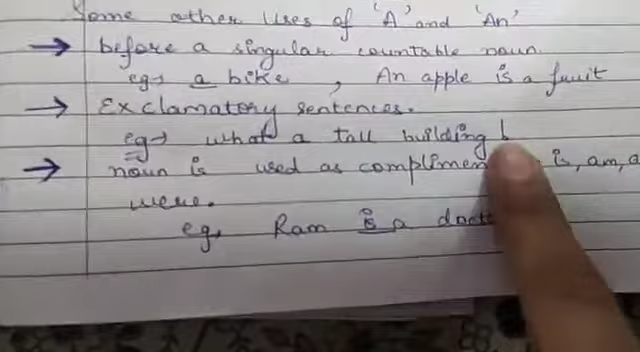 Some other Uses of 'A' and 'An'
→ before a singular countable noun.
eg→ a bike , An apple is a fruit
→ Exclamatory sentences.
eg→ what a tall building !
→ noun is used as complimen is, am, a
were.
eg, Ram is a doct